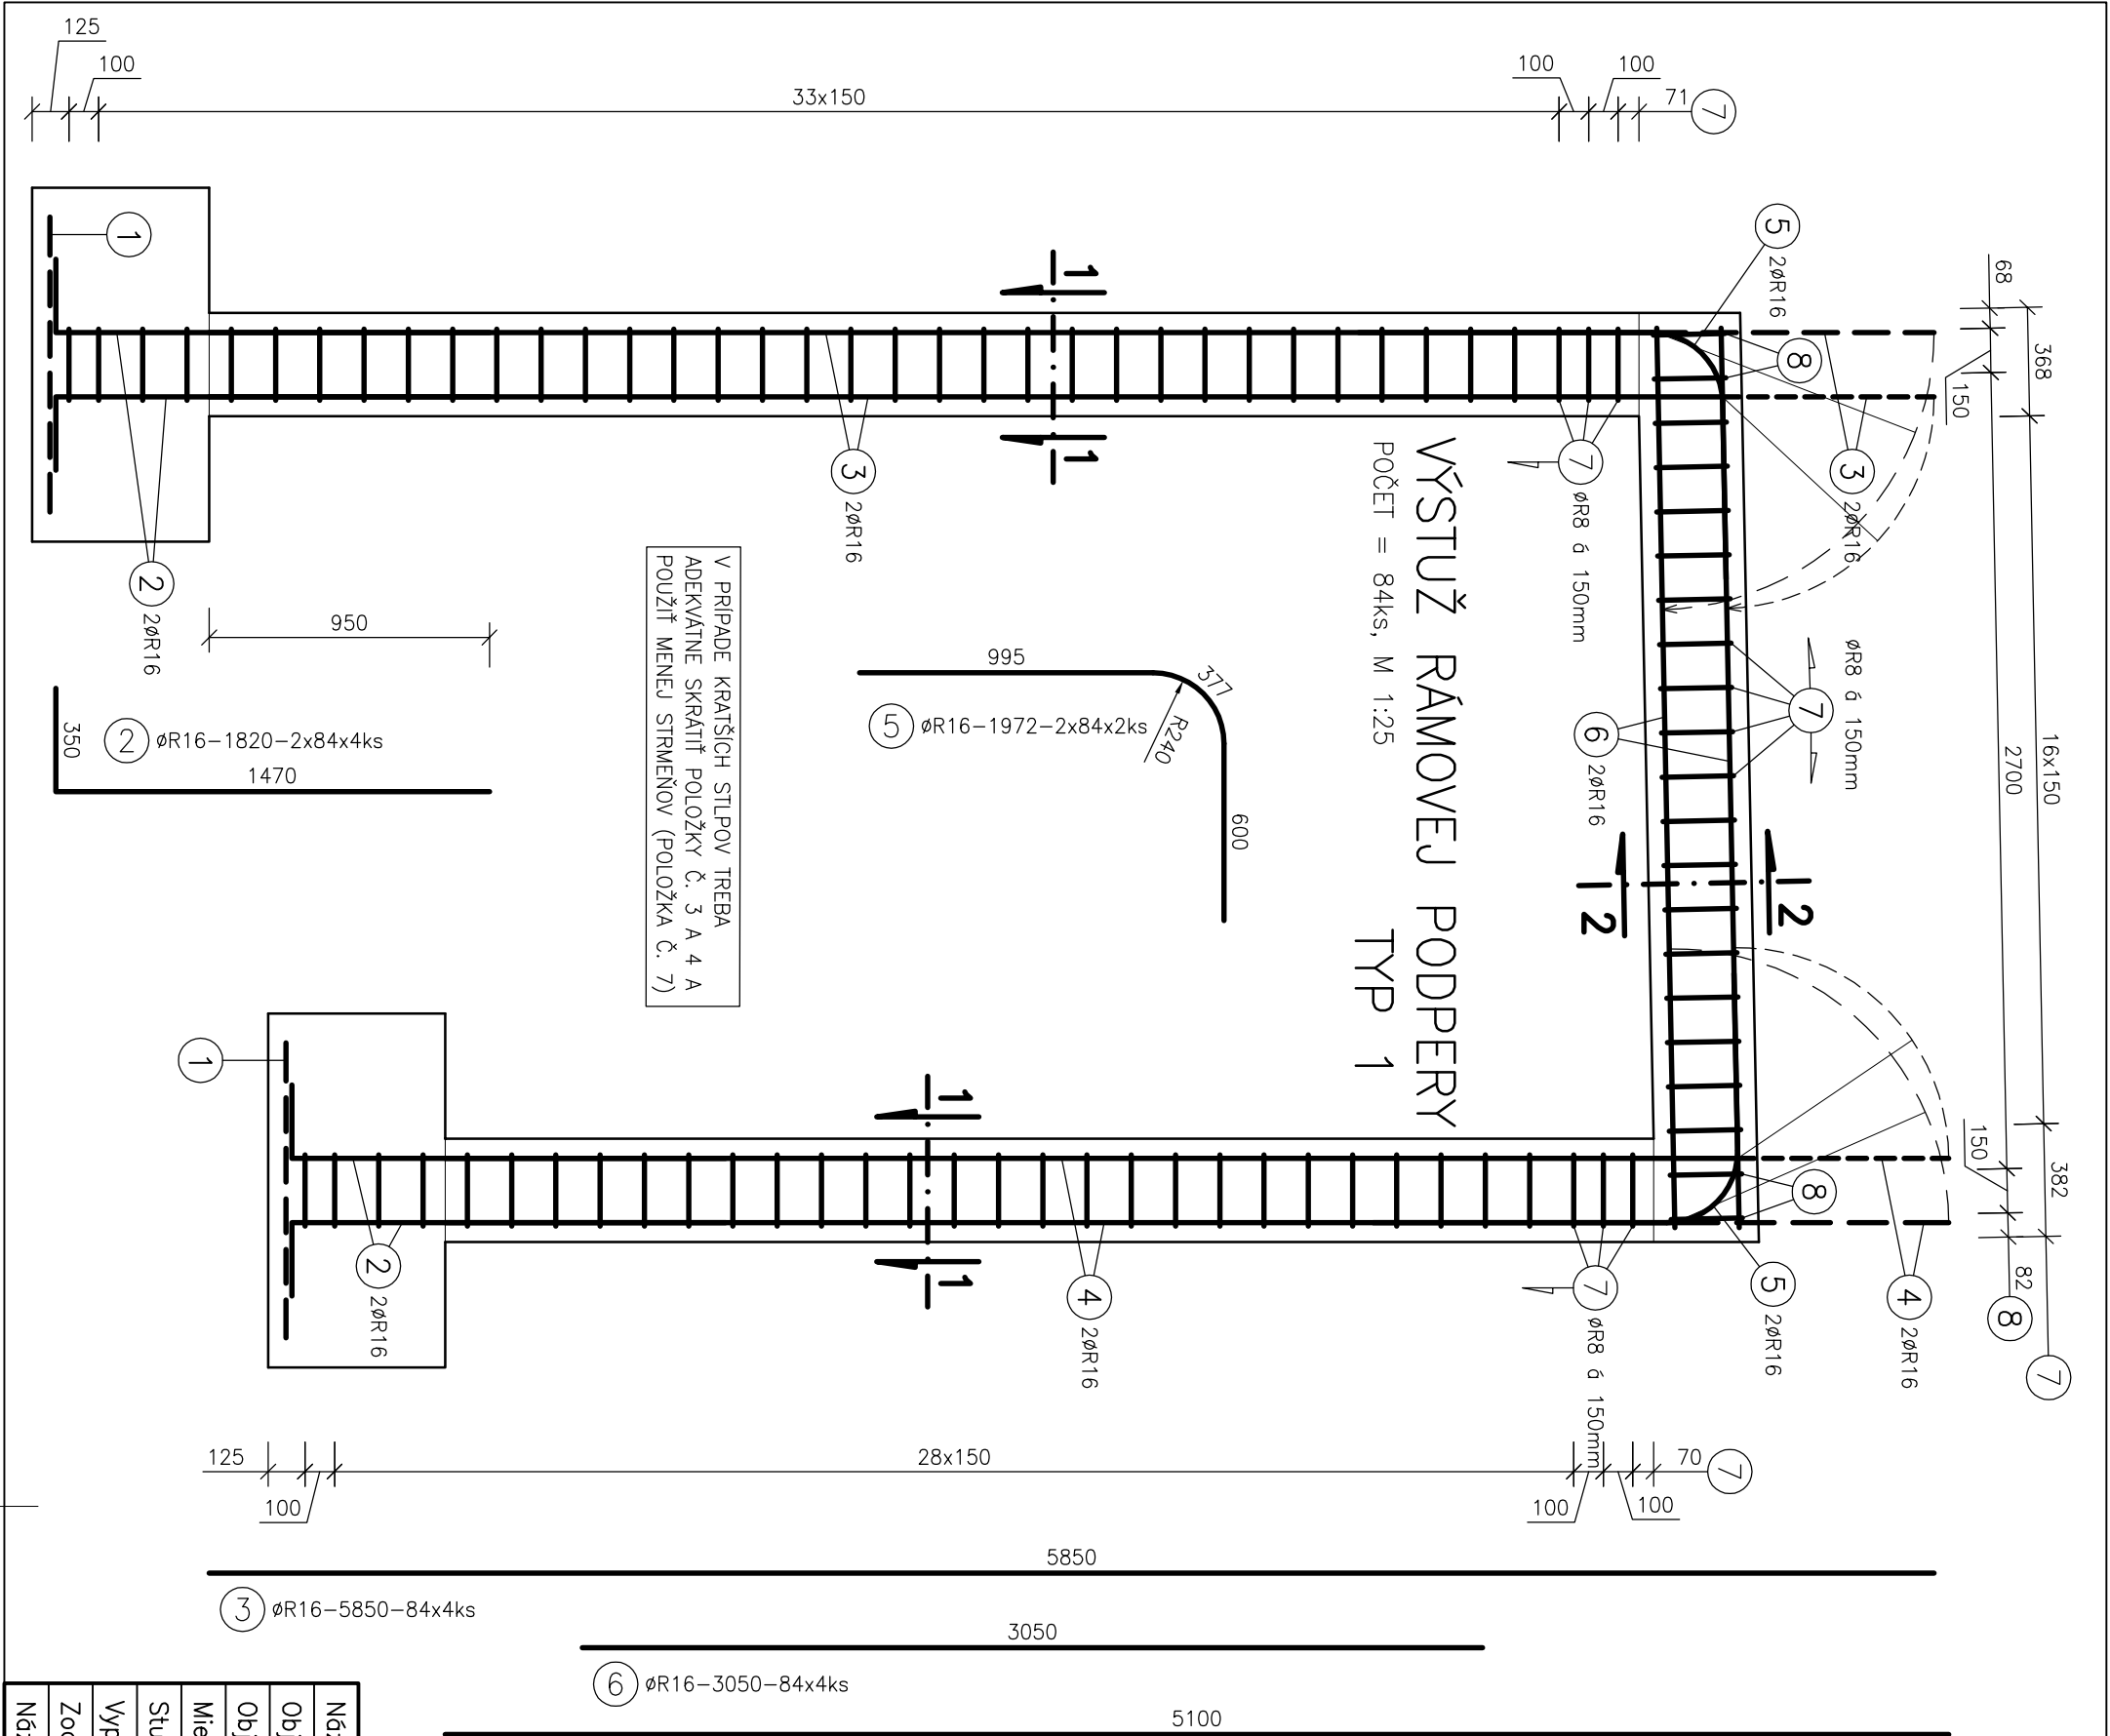 125
100
33x150
100
100
71
7
1
2
2øR16
3
2øR16
1
1
7
øR8 á 150mm
5
2øR16
8
3
2øR16
68
150
368
16x150
2700
950
2
øR16-1820-2x84x4ks
350
1470
995
377
R240
600
5
øR16-1972-2x84x2ks
V PRÍPADE KRATŠÍCH STLPOV TREBA
ADEKVÁTNE SKRÁTIŤ POLOŽKY Č. 3 A 4 A
POUŽIŤ MENEJ STRMEŇOV (POLOŽKA Č. 7)
VÝSTUŽ RÁMOVEJ PODPERY
TYP 1
POČET = 84ks, M 1:25
6
2øR16
øR8 á 150mm
7
2
2
1
2
2øR16
1
1
4
2øR16
7
øR8 á 150mm
5
2øR16
8
4
2øR16
150
382
82
8
7
125
100
28x150
100
100
70
7
5850
3
øR16-5850-84x4ks
3050
6
øR16-3050-84x4ks
5100